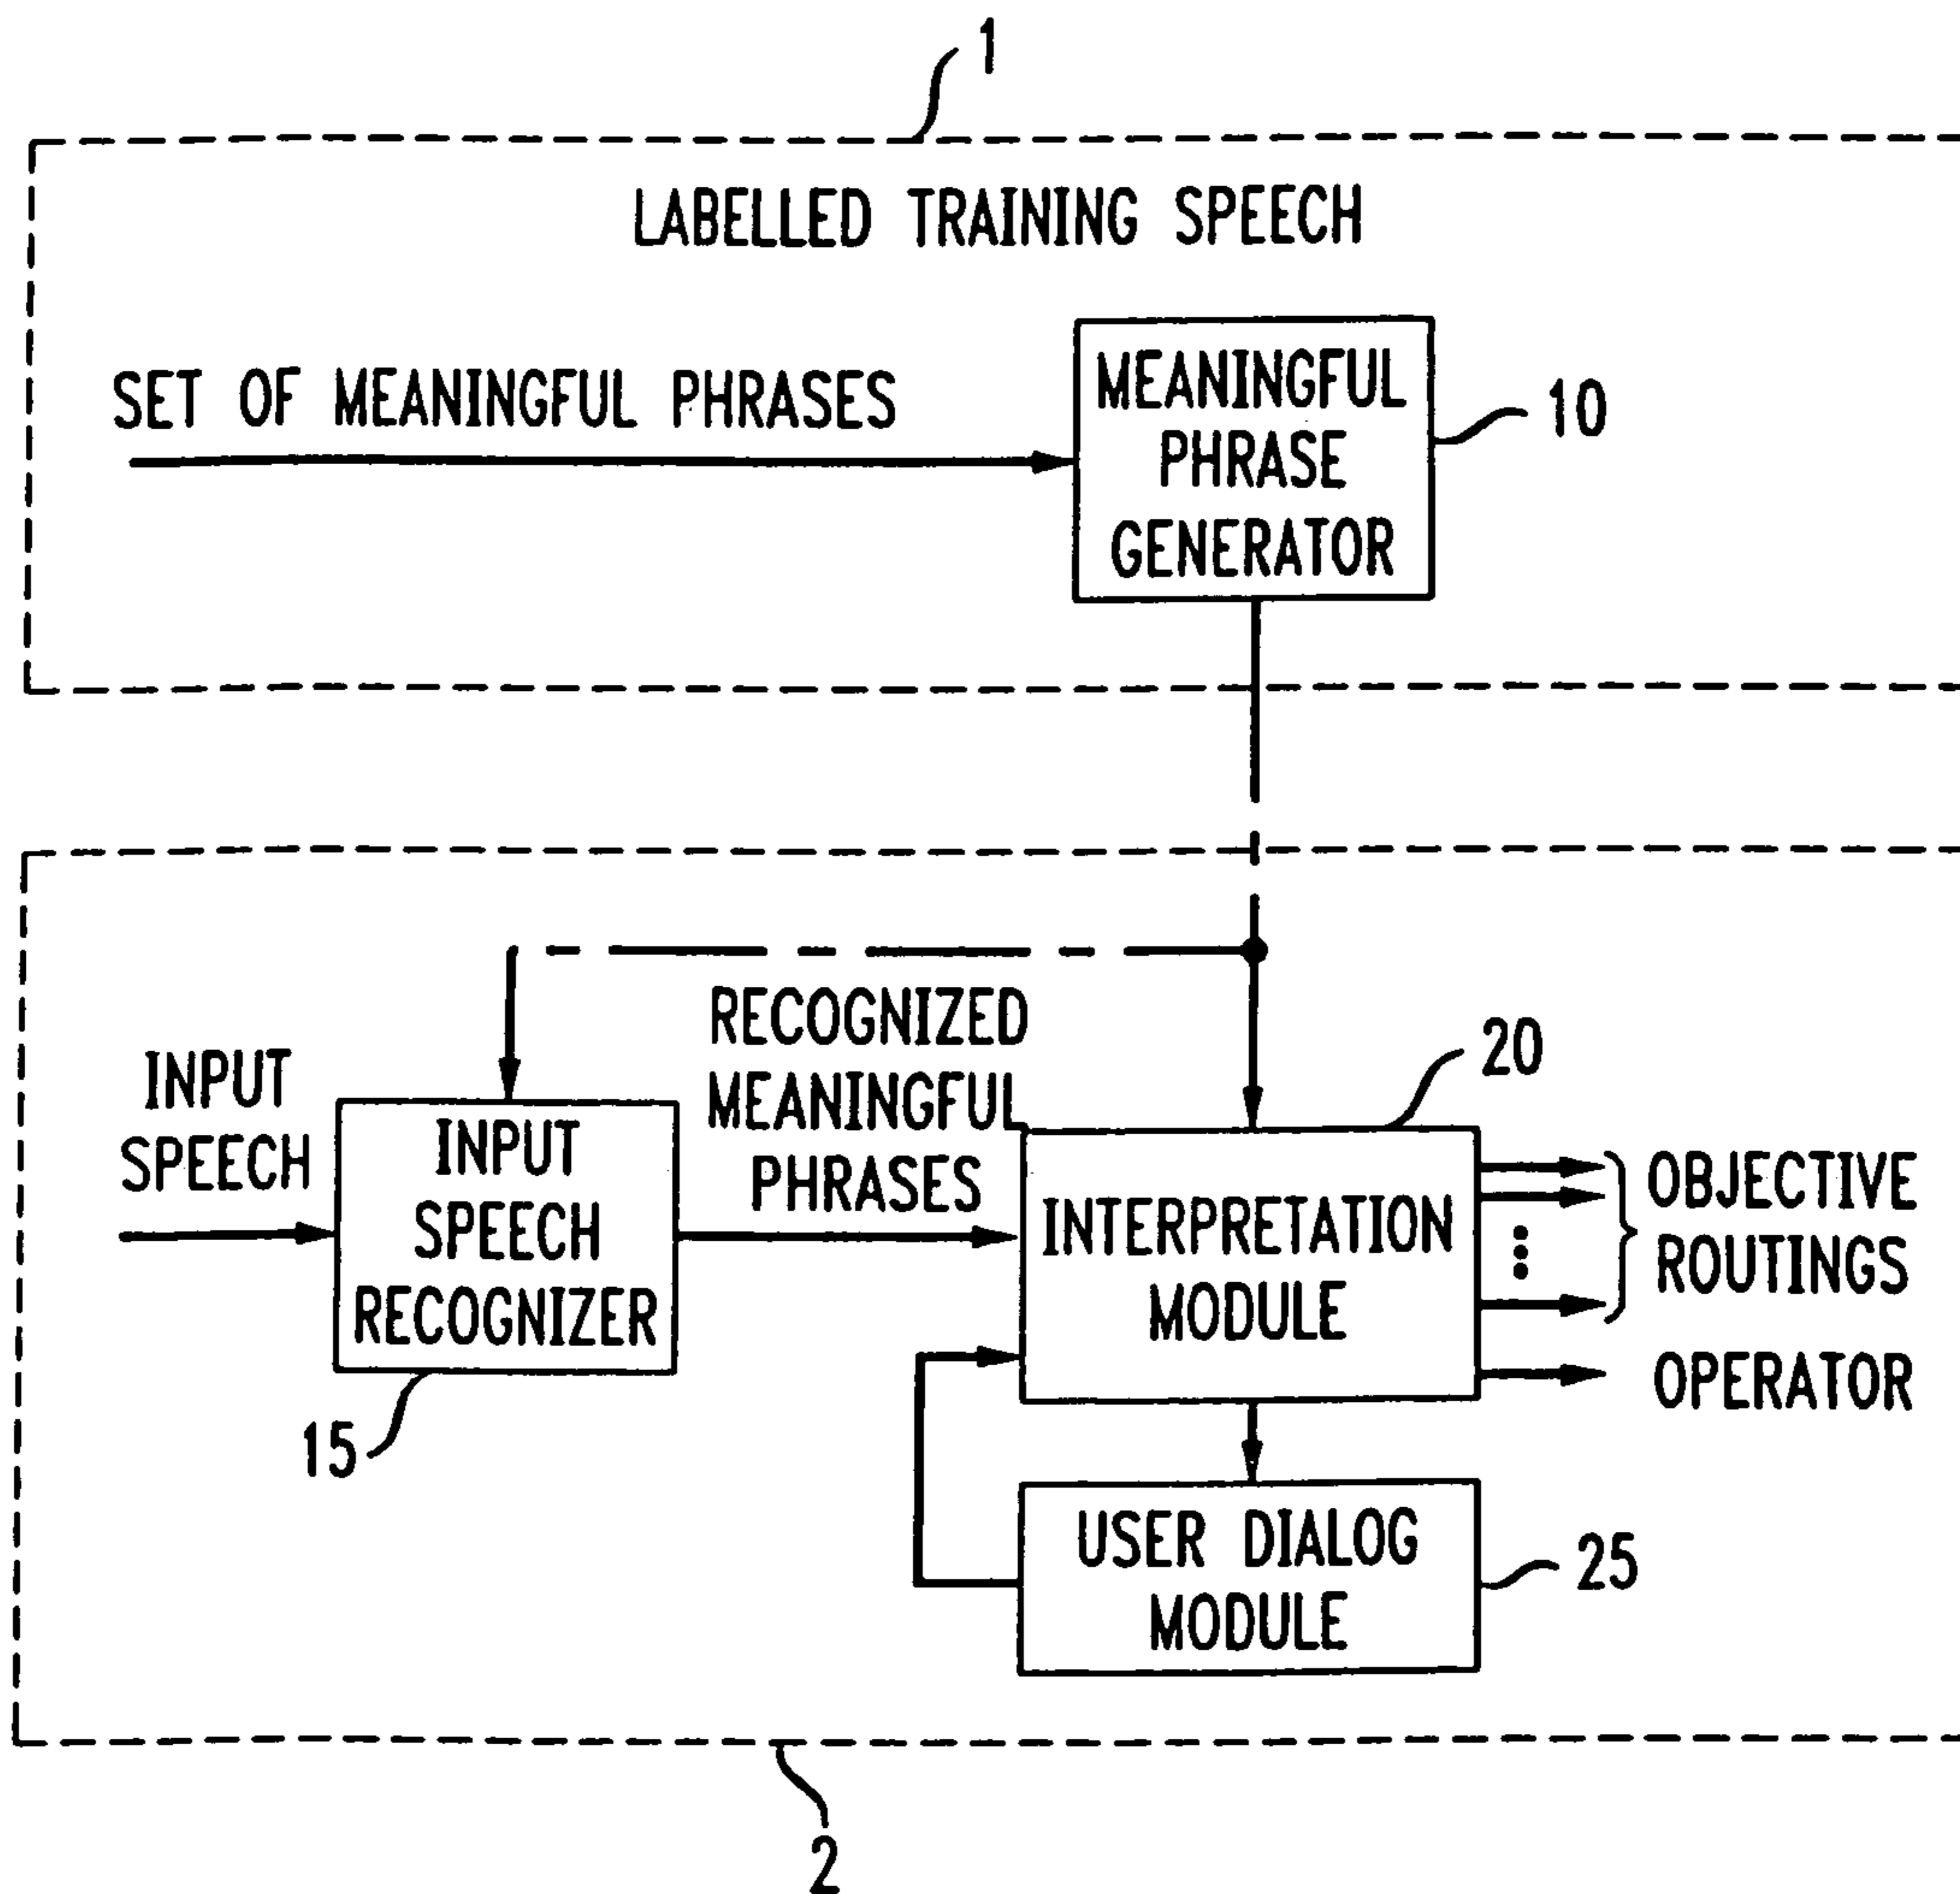 1
LABELLED TRAINING SPEECH
SET OF MEANINGFUL PHRASES
MEANINGFUL
PHRASE
GENERATOR
10
RECOGNIZED
MEANINGFUL
PHRASES
INPUT
SPEECH
INPUT
SPEECH
RECOGNIZER
15
20
INTERPRETATION
MODULE
OBJECTIVE
ROUTINGS
OPERATOR
USER DIALOG
MODULE
25
2